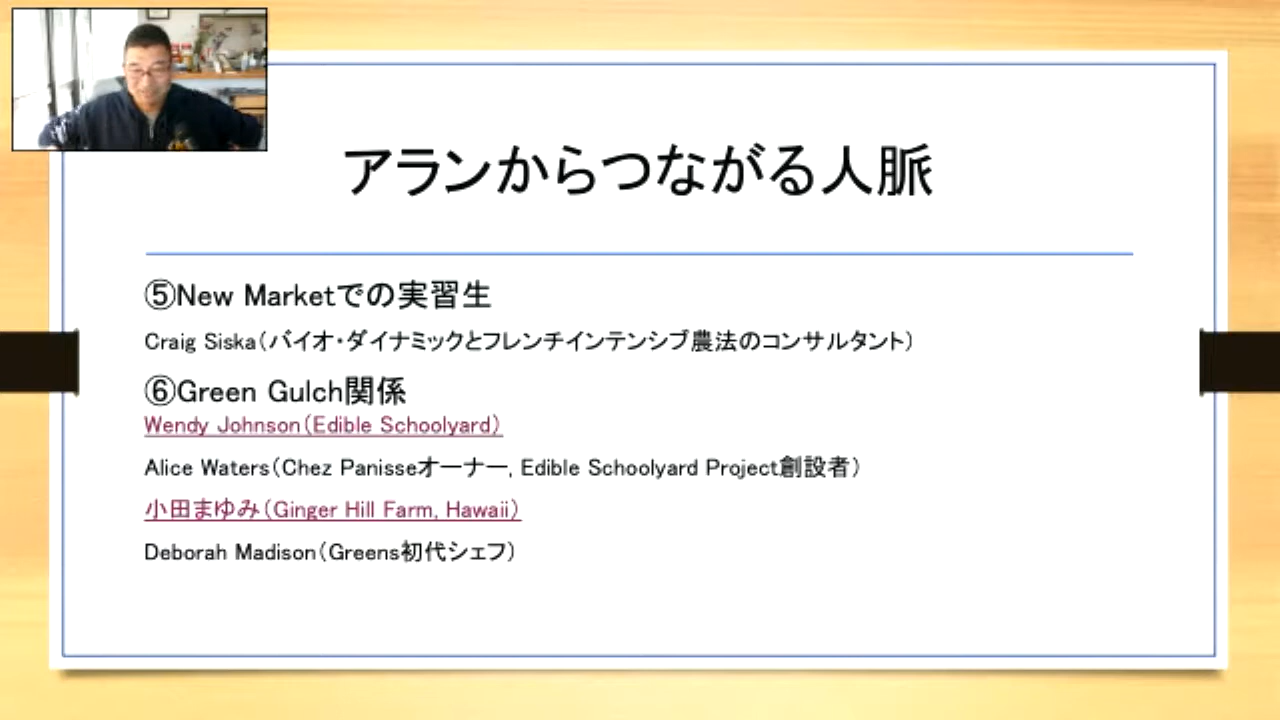 アランからつながる人脈
⑤New Marketでの実習生
Craig Siska(バイオ・ダイナミックとフレンチインテンシブ農法のコンサルタント)
⑥Green Gulch関係
Wendy Johnson(Edible Schoolyard)
Alice Waters(Chez Panisseオーナー, Edible Schoolyard Project創設者)
小田まゆみ(Ginger Hill Farm, Hawaii)
Deborah Madison(Greens初代シェフ)